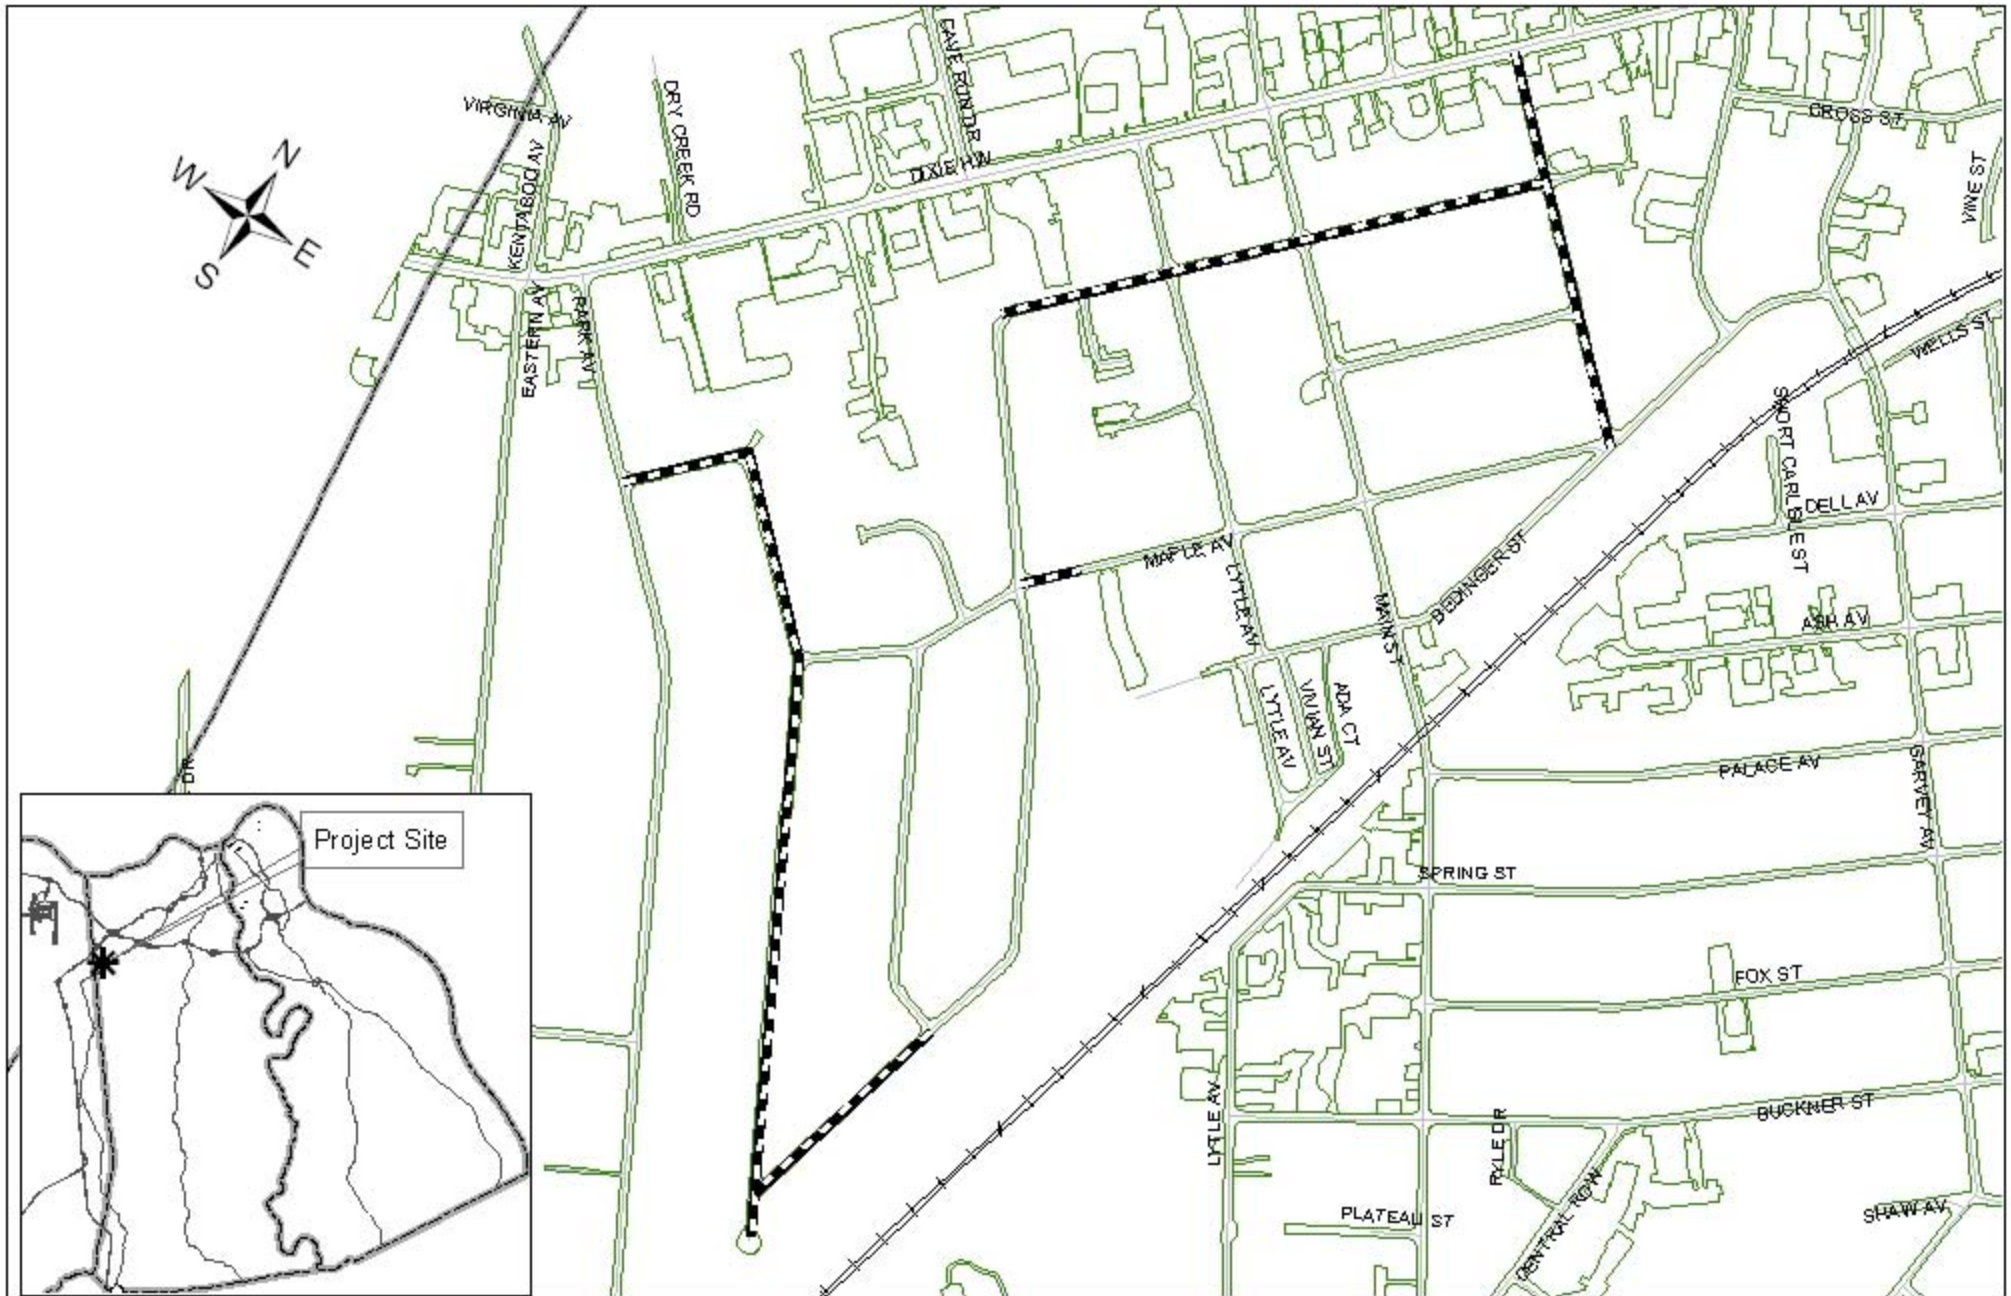 CAVE RUN DR
VIRGINIA AV
DRY CREEK RD
CROSS ST
KENTABOO AV
DIXIE HW
VINE ST
N
W
E
S
EASTERN AV
PARK AV
WELLS ST
SHORT CARLISLE ST
DELL AV
MAPLE AV
BEDINGER ST
LYTLE AV
MAIN ST
ASH AV
LYTLE AV
VIVIAN ST
ADA CT
PALACE AV
GARVEY AV
DR
Project Site
SPRING ST
FOX ST
LYTLE AV
BUCKNER ST
RYLE DR
PLATEAU ST
CENTRAL ROW
SHAW AV